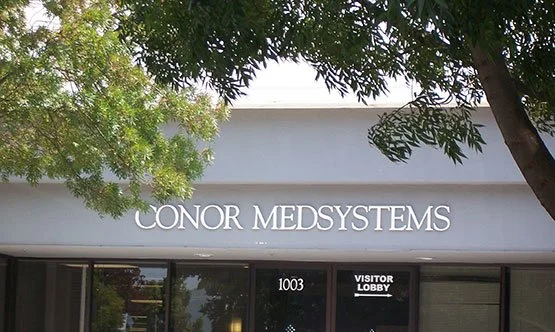 CONOR MEDSYSTEMS
1003
VISITOR
LOBBY